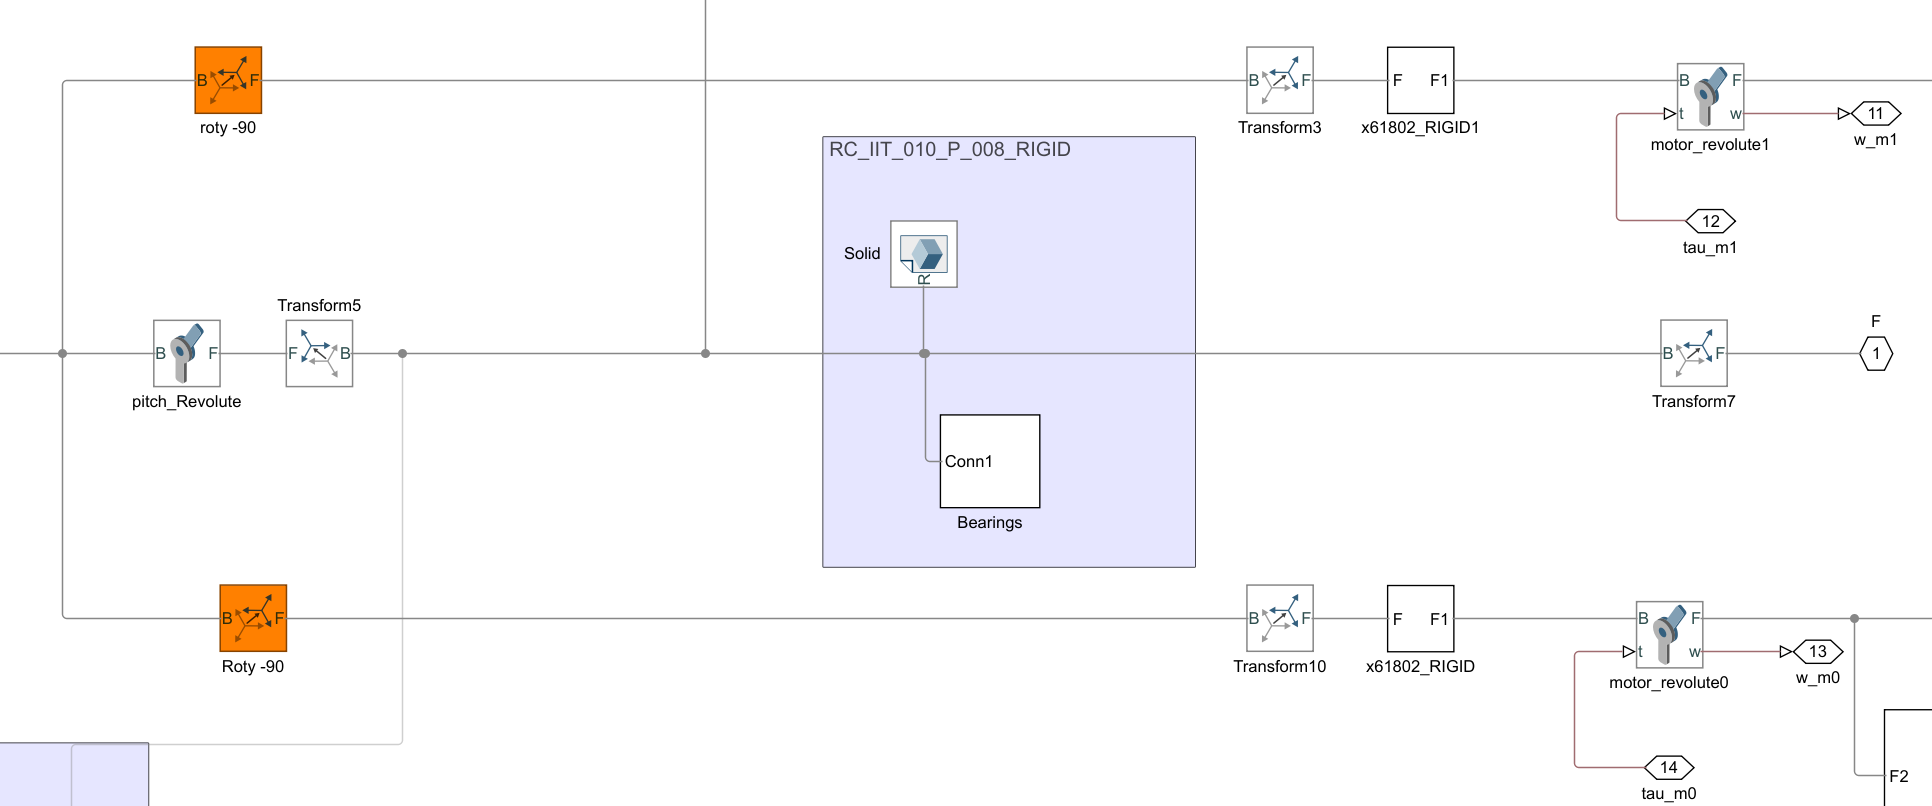 B F
roty -90
B F
Transform3
F F1
x61802_RIGID1
B F
t w
motor_revolute1
11
w_m1
12
tau_m1
RC_IIT_010_P_008_RIGID
Solid
R
Conn1
Bearings
B F
pitch_Revolute
Transform5
F B
B F
Transform7
F
1
B F
Roty -90
B F
Transform10
F F1
x61802_RIGID
B F
t w
motor_revolute0
13
w_m0
14
tau_m0
F2